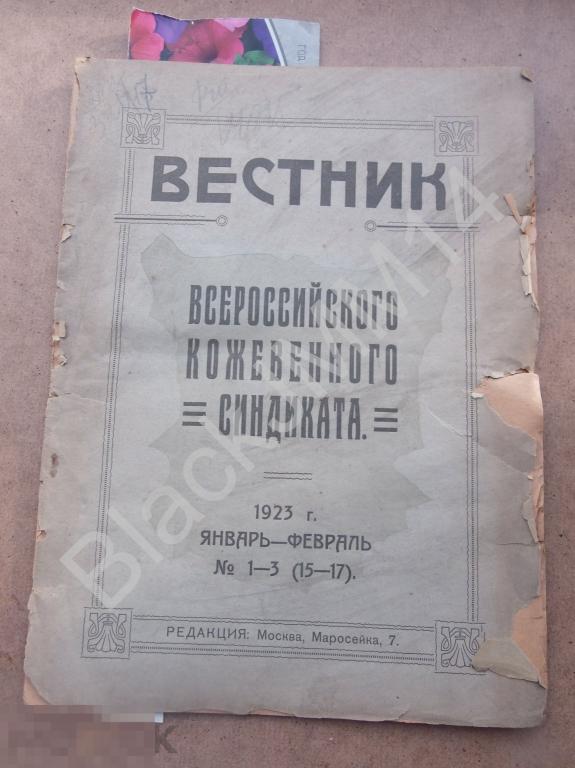 ВЕСТНИК
ВСЕРОССИЙСКОГО
КОЖЕВЕННОГО
СИНДИКАТА.
1923 г.
ЯНВАРЬ—ФЕВРАЛЬ
№ 1—3 (15—17).
РЕДАКЦИЯ: Москва, Маросейка, 7.